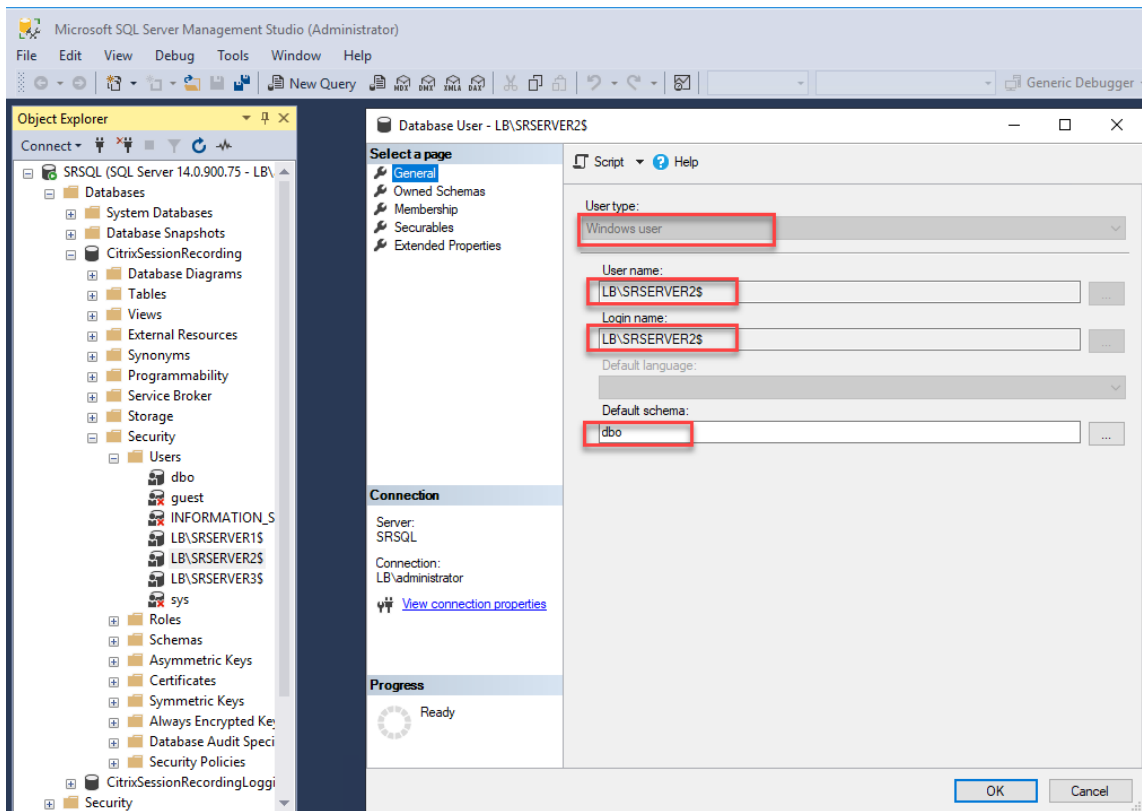 Microsoft SQL Server Management Studio (Administrator)
File Edit View Debug Tools Window Help
New Query MDX DMX XMLA DAX Generic Debugger
Object Explorer
Connect
SRSQL (SQL Server 14.0.900.75 - LB\
Databases
System Databases
Database Snapshots
CitrixSessionRecording
Database Diagrams
Tables
Views
External Resources
Synonyms
Programmability
Service Broker
Storage
Security
Users
dbo
guest
INFORMATION_S
LB\SRSERVER1$
LB\SRSERVER2$
LB\SRSERVER3$
sys
Roles
Schemas
Asymmetric Keys
Certificates
Symmetric Keys
Always Encrypted Key
Database Audit Speci
Security Policies
CitrixSessionRecordingLoggi
Security
Database User - LB\SRSERVER2$
Select a page
General
Owned Schemas
Membership
Securables
Extended Properties
Connection
Server:
SRSQL
Connection:
LB\administrator
View connection properties
Progress
Ready
Script Help
User type:
Windows user
User name:
LB\SRSERVER2$
...
Login name:
LB\SRSERVER2$
...
Default language:
Default schema:
dbo
...
OK Cancel